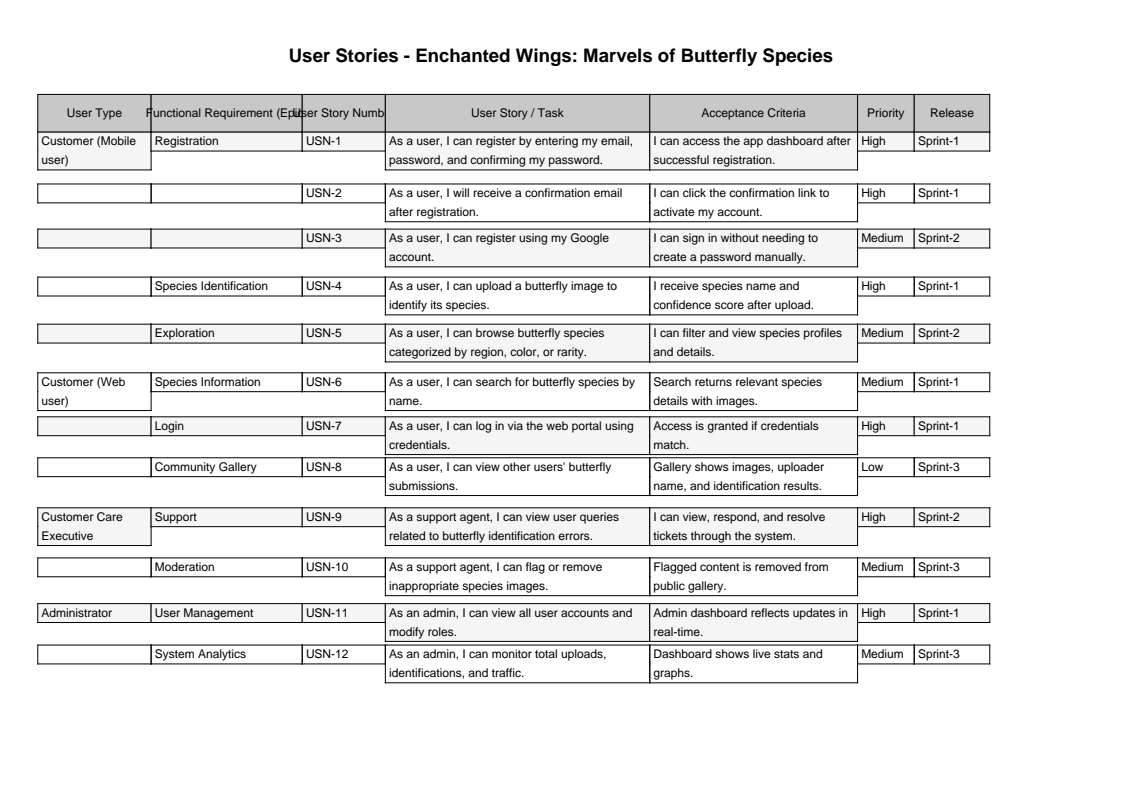 User Stories - Enchanted Wings: Marvels of Butterfly Species
User Type Functional Requirement (Epi User Story Numb User Story / Task Acceptance Criteria Priority Release
Customer (Mobile Registration USN-1 As a user, I can register by entering my email, I can access the app dashboard after High Sprint-1
user) password, and confirming my password. successful registration.
USN-2 As a user, I will receive a confirmation email I can click the confirmation link to High Sprint-1
after registration. activate my account.
USN-3 As a user, I can register using my Google I can sign in without needing to Medium Sprint-2
account. create a password manually.
Species Identification USN-4 As a user, I can upload a butterfly image to I receive species name and High Sprint-1
identify its species. confidence score after upload.
Exploration USN-5 As a user, I can browse butterfly species I can filter and view species profiles Medium Sprint-2
categorized by region, color, or rarity. and details.
Customer (Web Species Information USN-6 As a user, I can search for butterfly species by Search returns relevant species Medium Sprint-1
user) name. details with images.
Login USN-7 As a user, I can log in via the web portal using Access is granted if credentials High Sprint-1
credentials. match.
Community Gallery USN-8 As a user, I can view other users' butterfly Gallery shows images, uploader Low Sprint-3
submissions. name, and identification results.
Customer Care Support USN-9 As a support agent, I can view user queries I can view, respond, and resolve High Sprint-2
Executive related to butterfly identification errors. tickets through the system.
Moderation USN-10 As a support agent, I can flag or remove Flagged content is removed from Medium Sprint-3
inappropriate species images. public gallery.
Administrator User Management USN-11 As an admin, I can view all user accounts and Admin dashboard reflects updates in High Sprint-1
modify roles. real-time.
System Analytics USN-12 As an admin, I can monitor total uploads, Dashboard shows live stats and Medium Sprint-3
identifications, and traffic. graphs.